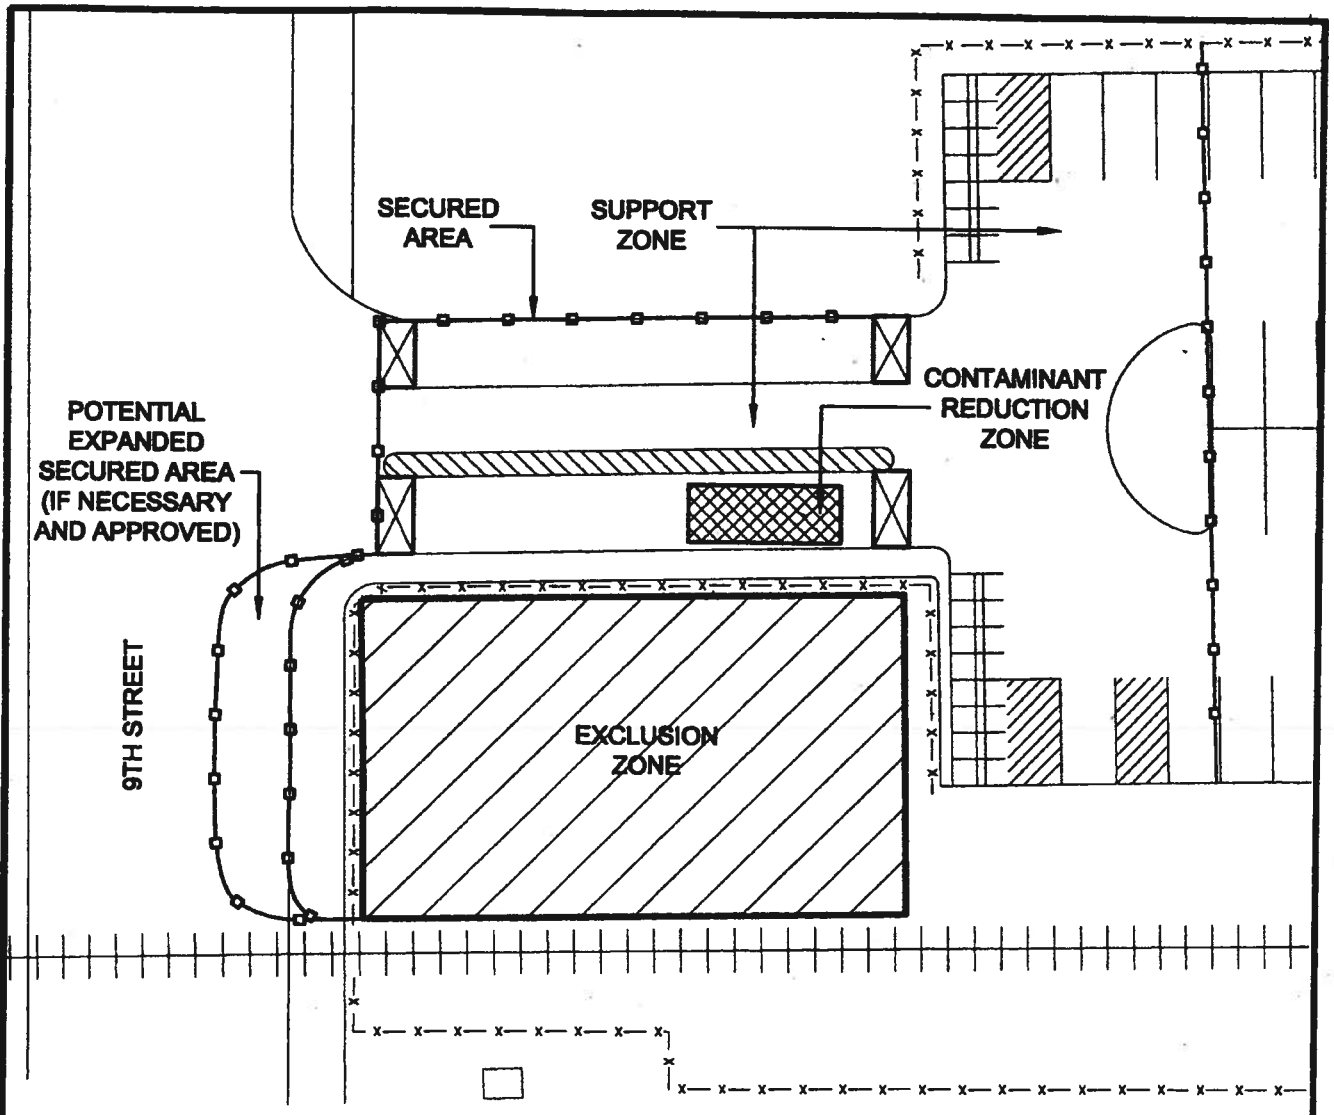 SECURED
AREA
SUPPORT
ZONE
CONTAMINANT
REDUCTION
ZONE
POTENTIAL
EXPANDED
SECURED AREA
(IF NECESSARY
AND APPROVED)
9TH STREET
EXCLUSION
ZONE